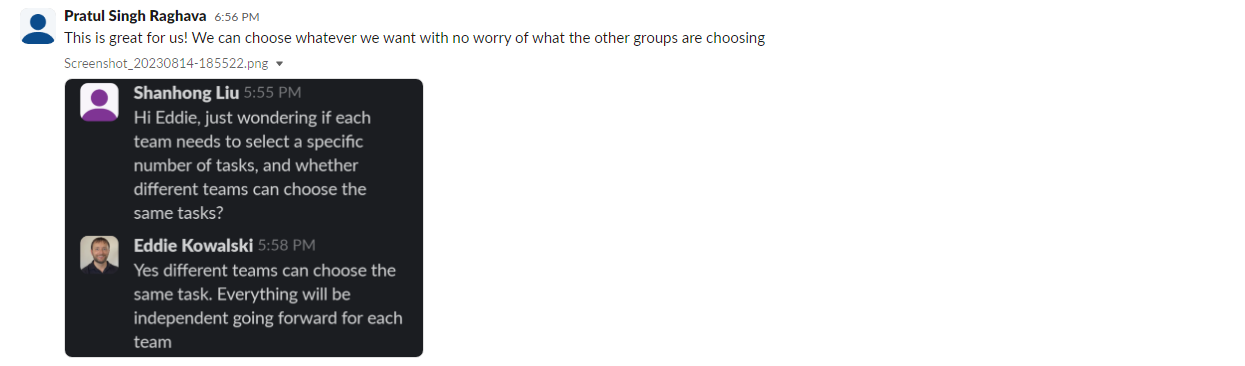 Pratul Singh Raghava 6:56 PM
This is great for us! We can choose whatever we want with no worry of what the other groups are choosing
Screenshot_20230814-185522.png
Shanhong Liu 5:55 PM
Hi Eddie, just wondering if each
team needs to select a specific
number of tasks, and whether
different teams can choose the
same tasks?
Eddie Kowalski 5:58 PM
Yes different teams can choose the
same task. Everything will be
independent going forward for each
team